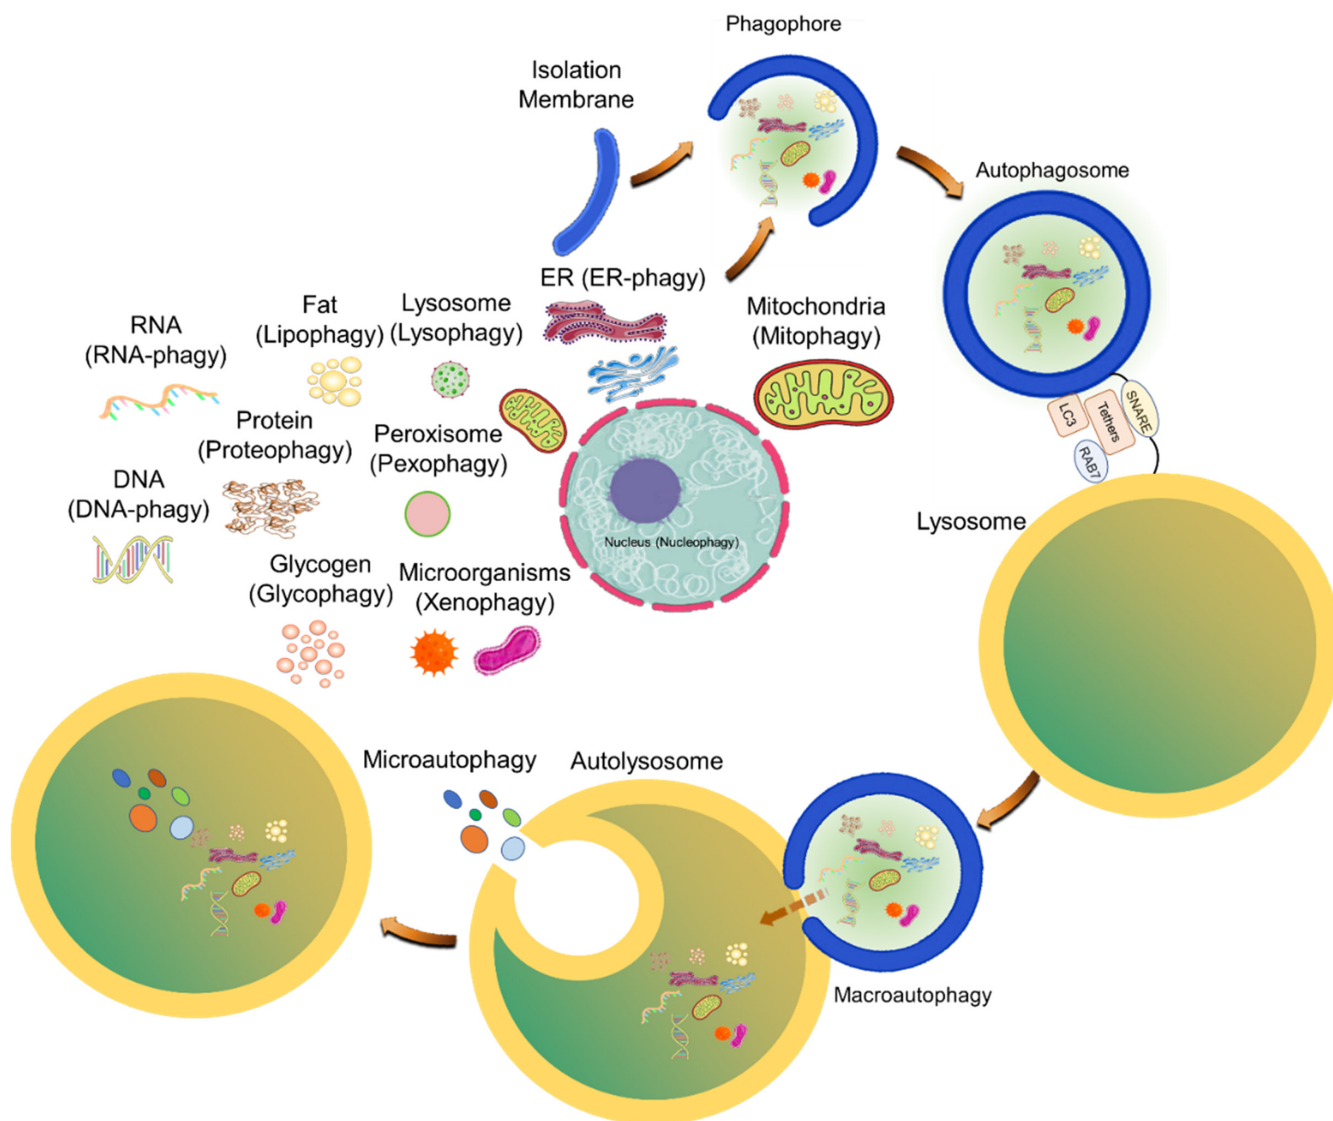 Phagophore
Isolation
Membrane
Autophagosome
ER (ER-phagy)
Mitochondria
(Mitophagy)
Lysosome
(Lysophagy)
Fat
(Lipophagy)
RNA
(RNA-phagy)
Protein
(Proteophagy)
Peroxisome
(Pexophagy)
DNA
(DNA-phagy)
LC3
Tethers
SNARE
RAB7
Lysosome
Nucleus (Nucleophagy)
Glycogen
(Glycophagy)
Microorganisms
(Xenophagy)
Microautophagy
Autolysosome
Macroautophagy